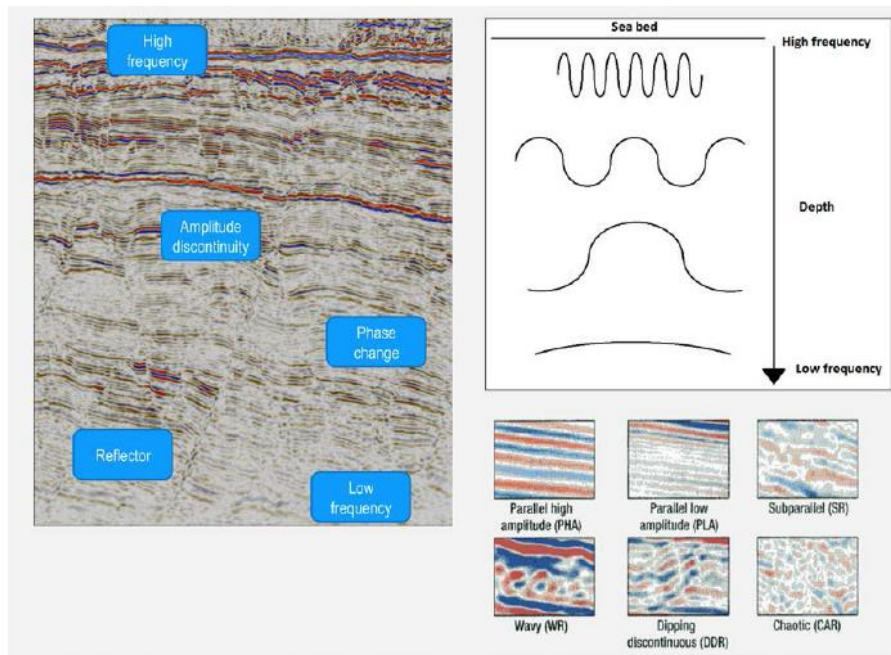 High
frequency
Amplitude
discontinuity
Phase
change
Reflector
Low
frequency
Sea bed
High frequency
Depth
Low frequency
Parallel high
amplitude (PHA)
Parallel low
amplitude (PLA)
Subparallel (SR)
Wavy (WR)
Dipping
discontinuous (DDR)
Chaotic (CAR)